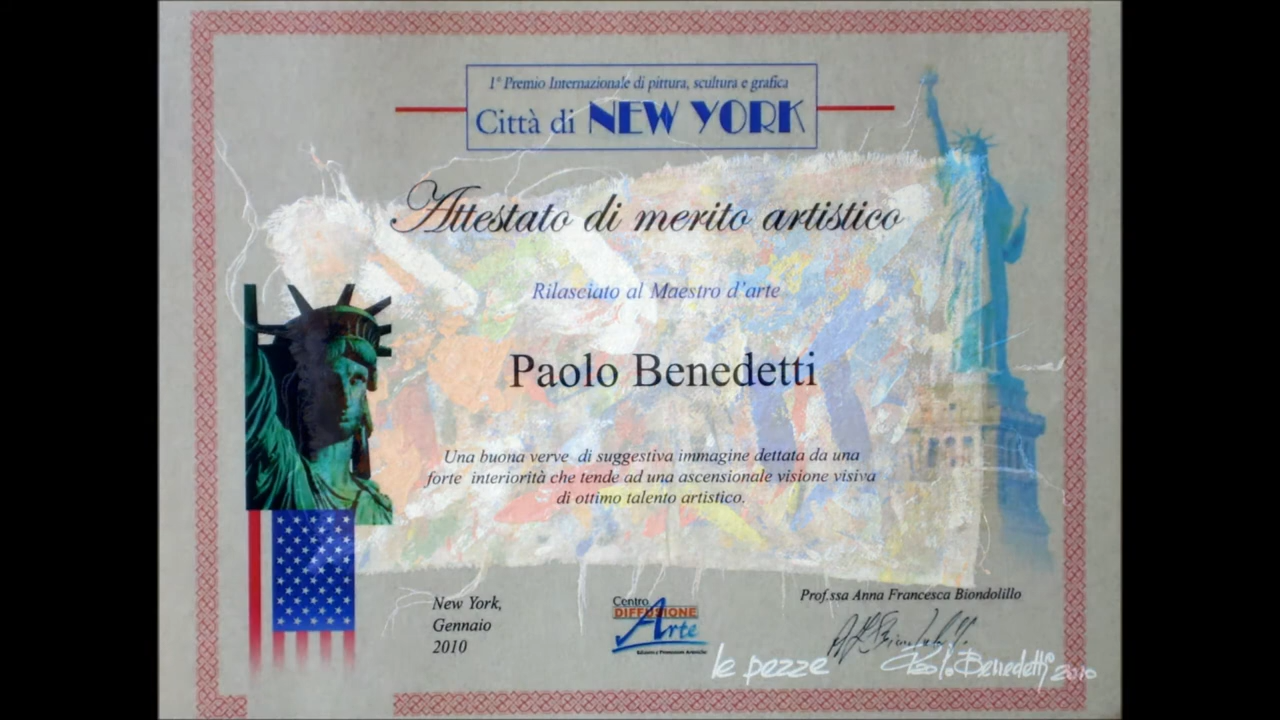 1° Premio Internazionale di pittura, scultura e grafica
Città di NEW YORK
Attestato di merito artistico
Rilasciato al Maestro d'arte
Paolo Benedetti
Una buona verve di suggestiva immagine dettata da una
forte interiorità che tende ad una ascensionale visione visiva
di ottimo talento artistico.
New York,
Gennaio
2010
Centro
DIFFUSIONE
Arte
Edizioni e Promozioni Artistiche
Prof.ssa Anna Francesca Biondolillo
le pezze Paolo Benedetti 2010